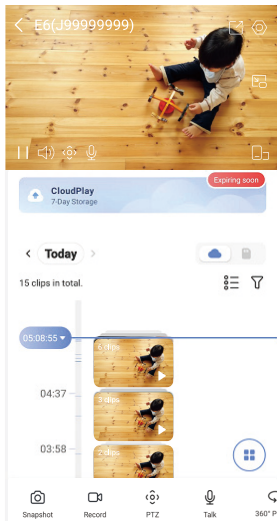 E6(J99999999)
Expiring soon
CloudPlay
7-Day Storage
Today
15 clips in total.
05:08:55
6 clips
04:37
3 clips
03:58
2 clips
Snapshot
Record
PTZ
Talk
360° P